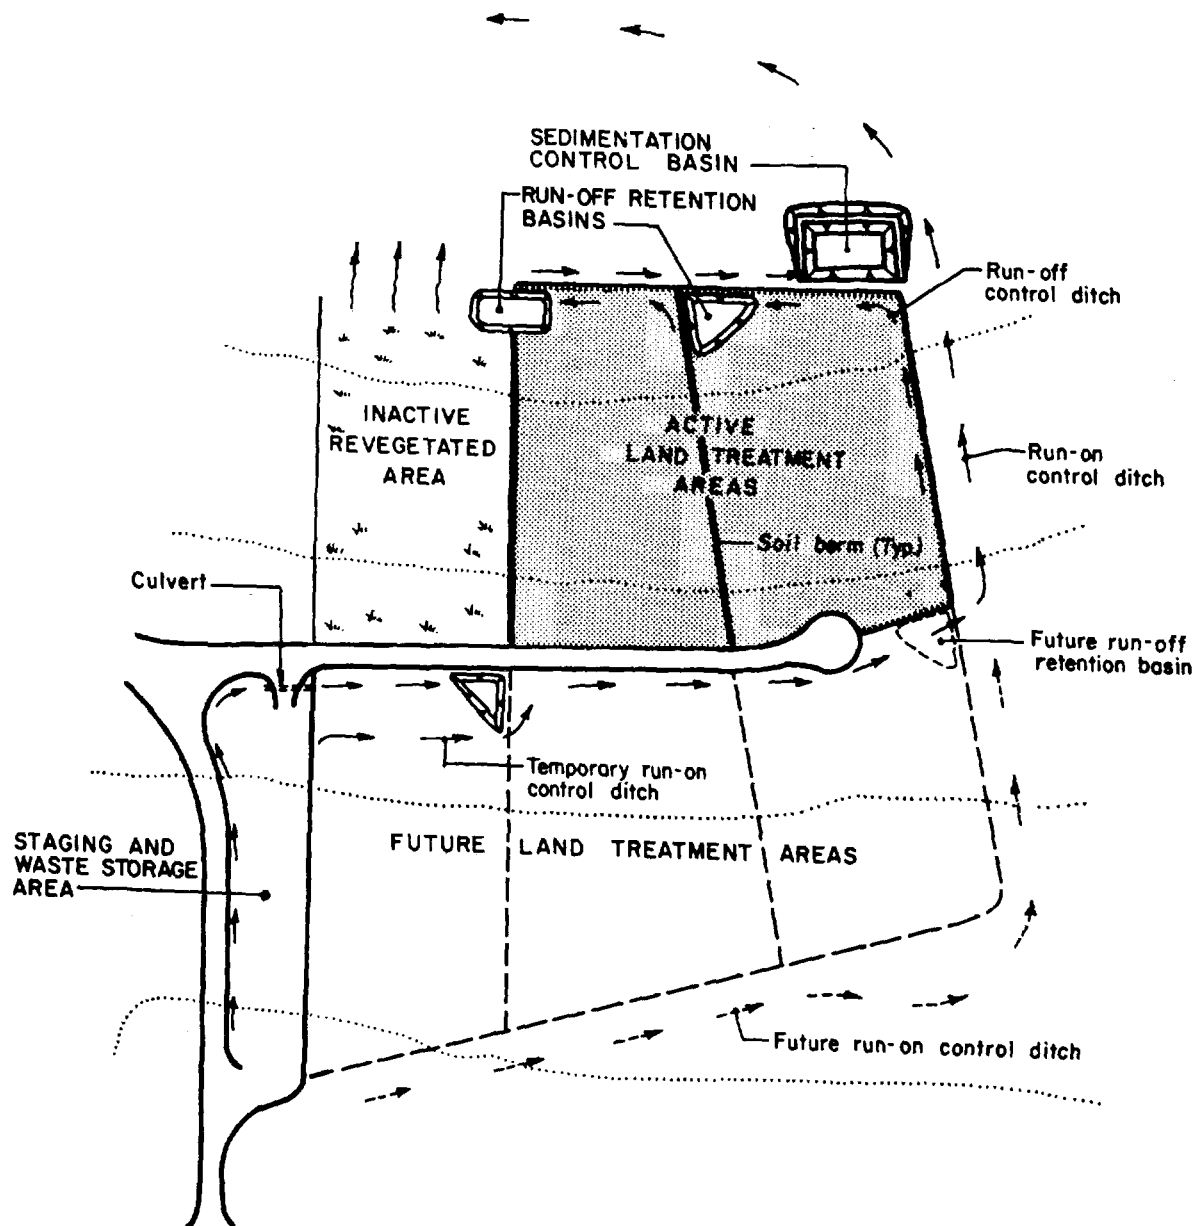 SEDIMENTATION
CONTROL BASIN
RUN-OFF RETENTION
BASINS
Run-off
control ditch
INACTIVE
REVEGETATED
AREA
ACTIVE
LAND TREATMENT
AREAS
Run-on
control ditch
Soil berm (Typ.)
Culvert
Future run-off
retention basin
Temporary run-on
control ditch
STAGING AND
WASTE STORAGE
AREA
FUTURE LAND TREATMENT AREAS
Future run-on control ditch